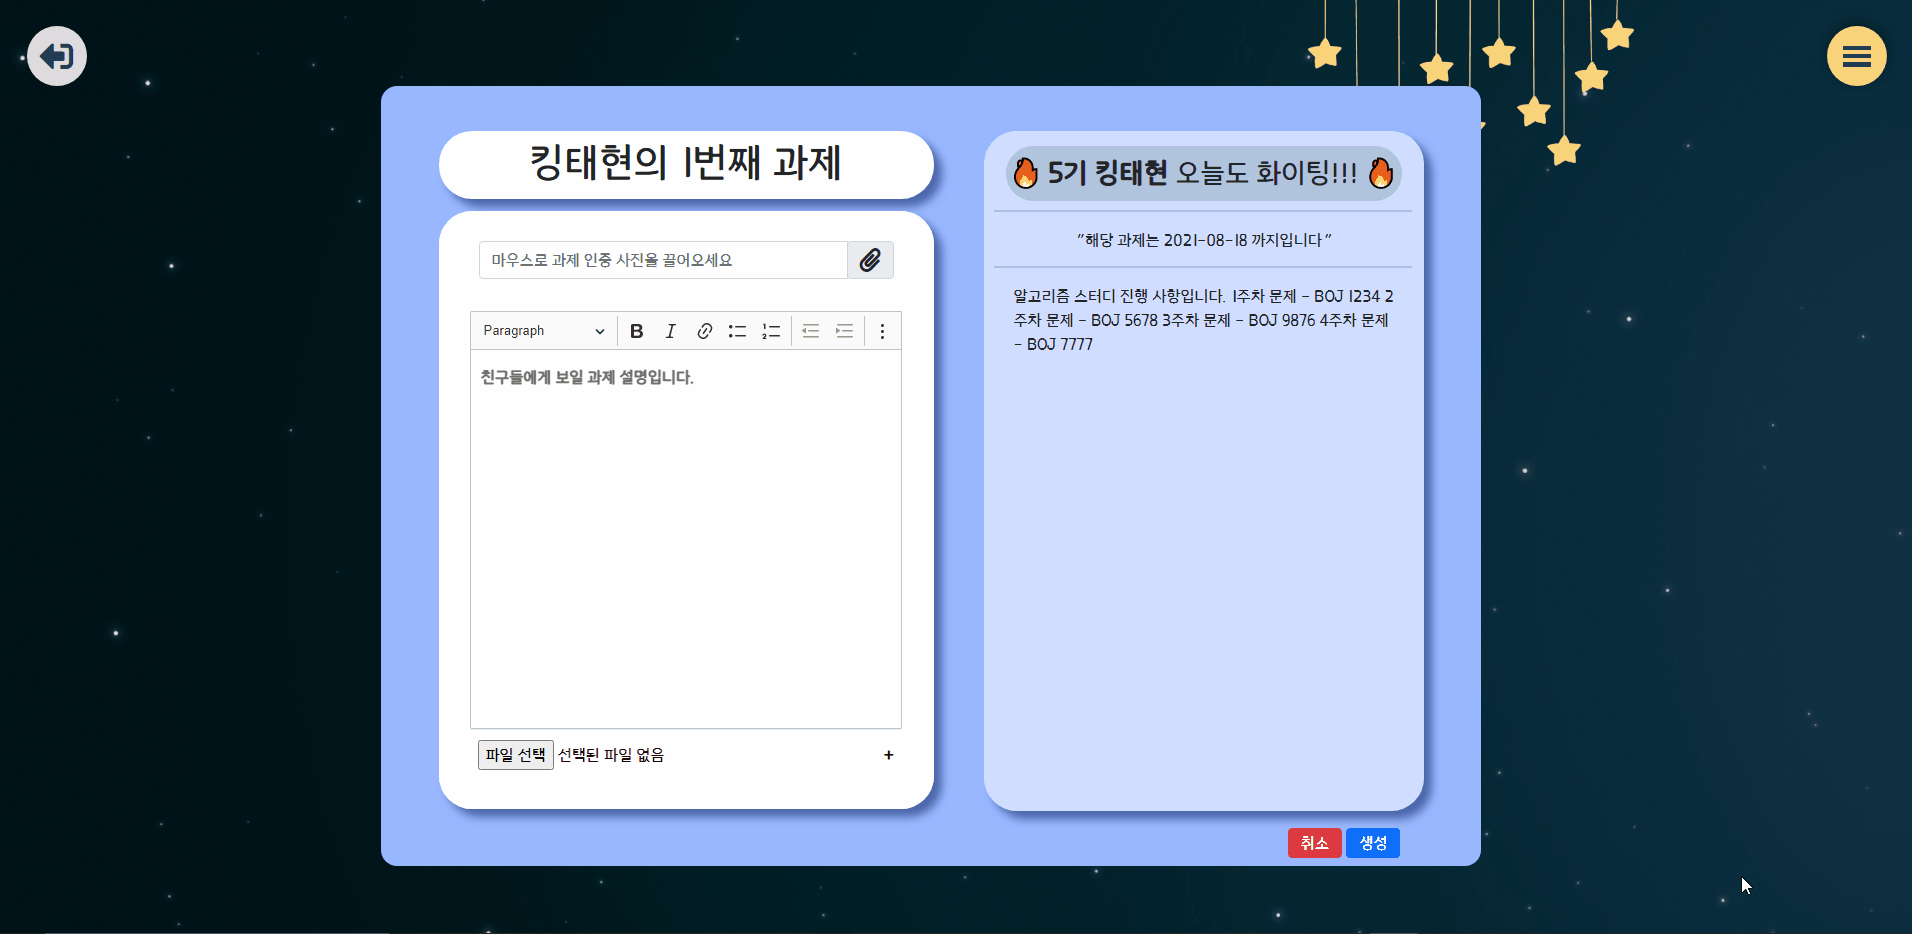 킹태현의 1번째 과제
마우스로 과제 인증 사진을 끌어오세요
Paragraph
친구들에게 보일 과제 설명입니다.
파일 선택 선택된 파일 없음 +
5기 킹태현 오늘도 화이팅!!!
"해당 과제는 2021-08-18 까지입니다"
알고리즘 스터디 진행 사항입니다. 1주차 문제 - BOJ 1234 2
주차 문제 - BOJ 5678 3주차 문제 - BOJ 9876 4주차 문제
- BOJ 7777
취소 생성